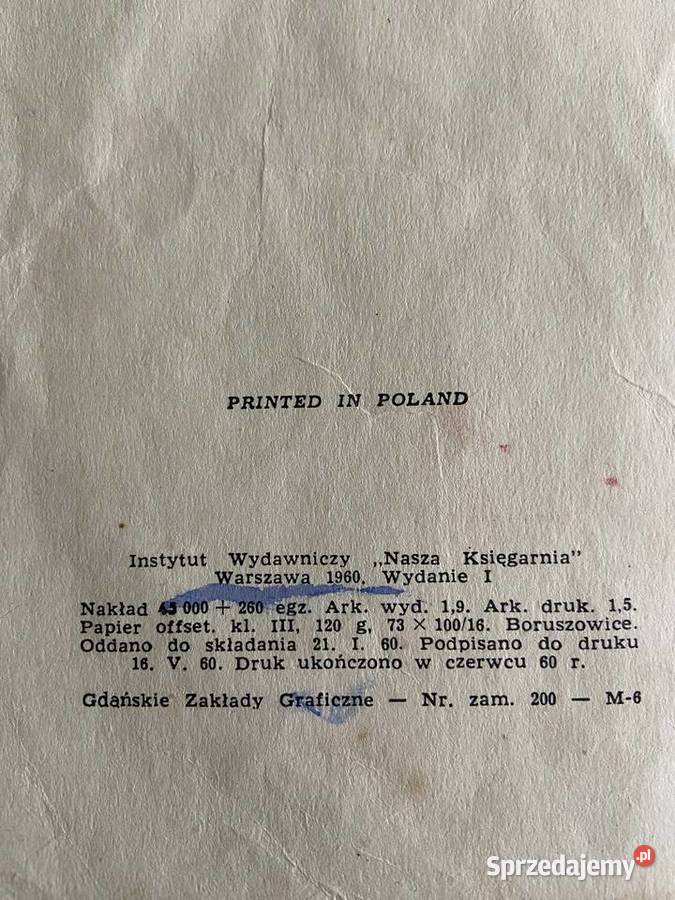 PRINTED IN POLAND
Instytut Wydawniczy „Nasza Księgarnia”
Warszawa 1960. Wydanie I
Nakład 45 000 + 260 egz. Ark. wyd. 1,9. Ark. druk. 1,5.
Papier offset. kl. III, 120 g, 73 × 100/16. Boruszowice.
Oddano do składania 21. I. 60. Podpisano do druku
16. V. 60. Druk ukończono w czerwcu 60 r.
Gdańskie Zakłady Graficzne — Nr. zam. 200 — M-6
Sprzedajemy.pl